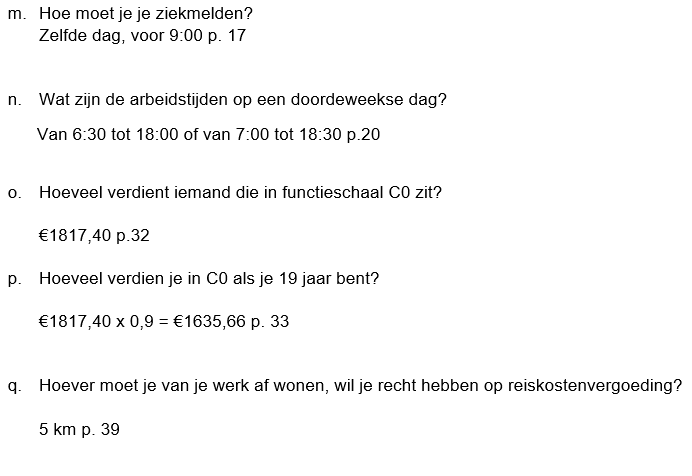 m. Hoe moet je je ziekmelden?
Zelfde dag, voor 9:00 p. 17
n. Wat zijn de arbeidstijden op een doordeweekse dag?
Van 6:30 tot 18:00 of van 7:00 tot 18:30 p.20
o. Hoeveel verdient iemand die in functieschaal C0 zit?
€1817,40 p.32
p. Hoeveel verdien je in C0 als je 19 jaar bent?
€1817,40 x 0,9 = €1635,66 p. 33
q. Hoever moet je van je werk af wonen, wil je recht hebben op reiskostenvergoeding?
5 km p. 39